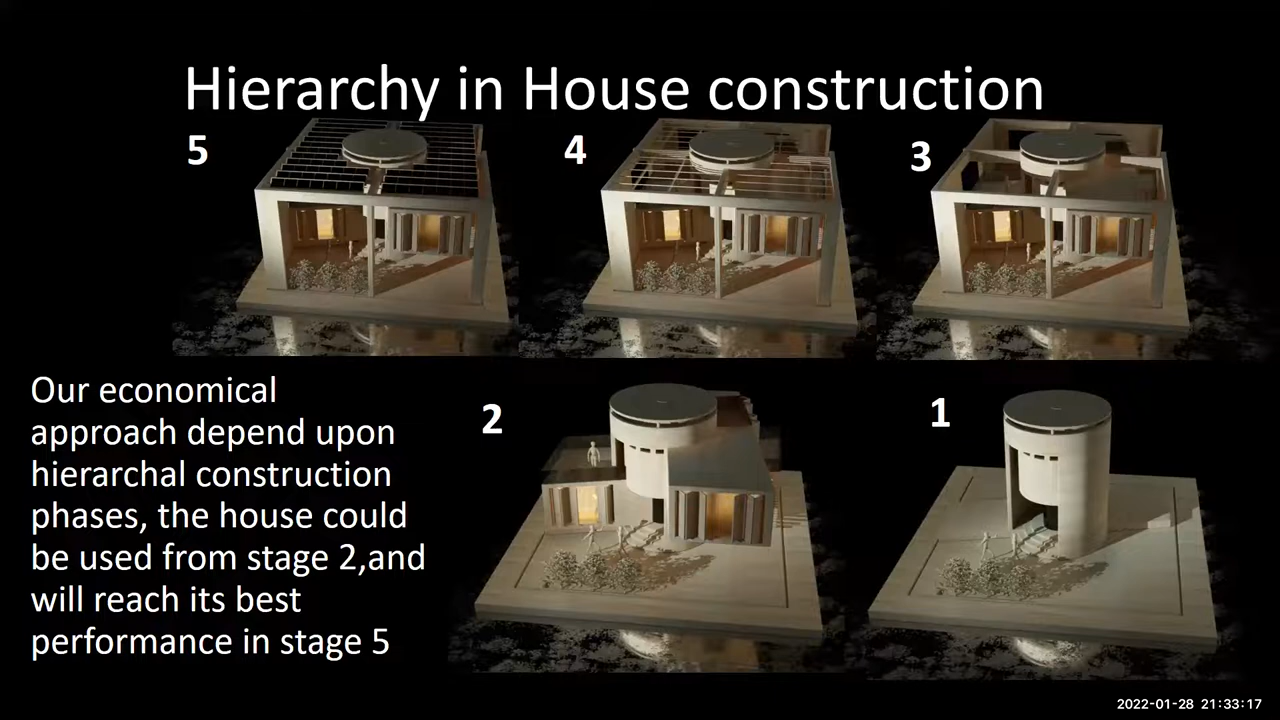 Hierarchy in House construction
5
4
3
Our economical
approach depend upon
hierarchal construction
phases, the house could
be used from stage 2,and
will reach its best
performance in stage 5
2
1
2022-01-28 21:33:17